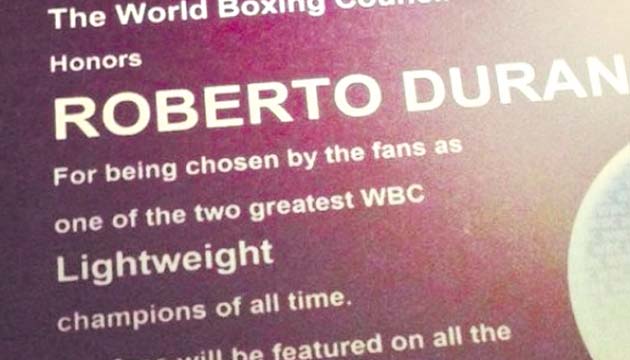 The World Boxing Council
Honors
ROBERTO DURAN
For being chosen by the fans as
one of the two greatest WBC
Lightweight
champions of all time.
will be featured on all the